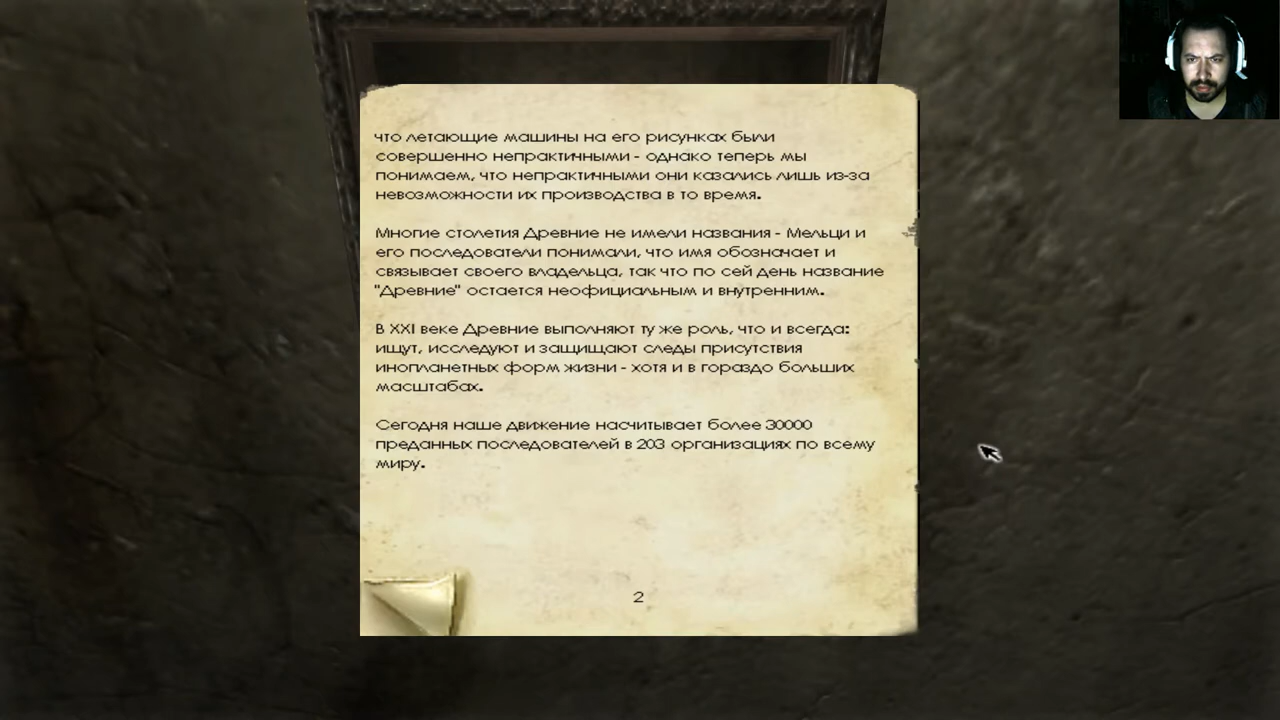 что летающие машины на его рисунках были
совершенно непрактичными - однако теперь мы
понимаем, что непрактичными они казались лишь из-за
невозможности их производства в то время.
Многие столетия Древние не имели названия - Мельци и
его последователи понимали, что имя обозначает и
связывает своего владельца, так что по сей день название
"Древние" остается неофициальным и внутренним.
В XXI веке Древние выполняют ту же роль, что и всегда:
ищут, исследуют и защищают следы присутствия
инопланетных форм жизни - хотя и в гораздо больших
масштабах.
Сегодня наше движение насчитывает более 30000
преданных последователей в 203 организациях по всему
миру.
2